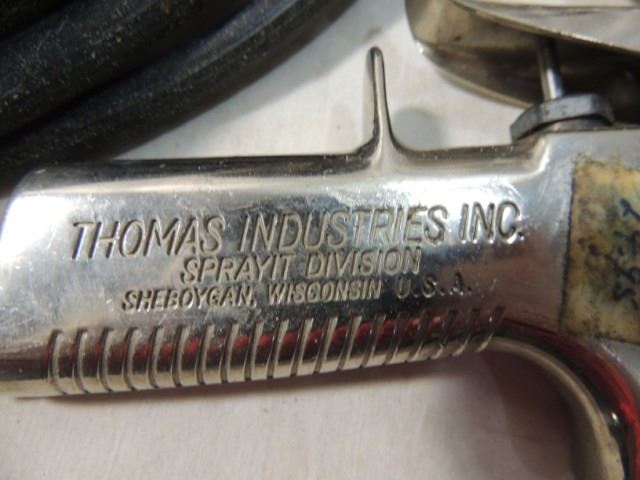 THOMAS INDUSTRIES INC.
SPRAYIT DIVISION
SHEBOYGAN, WISCONSIN U.S.A.